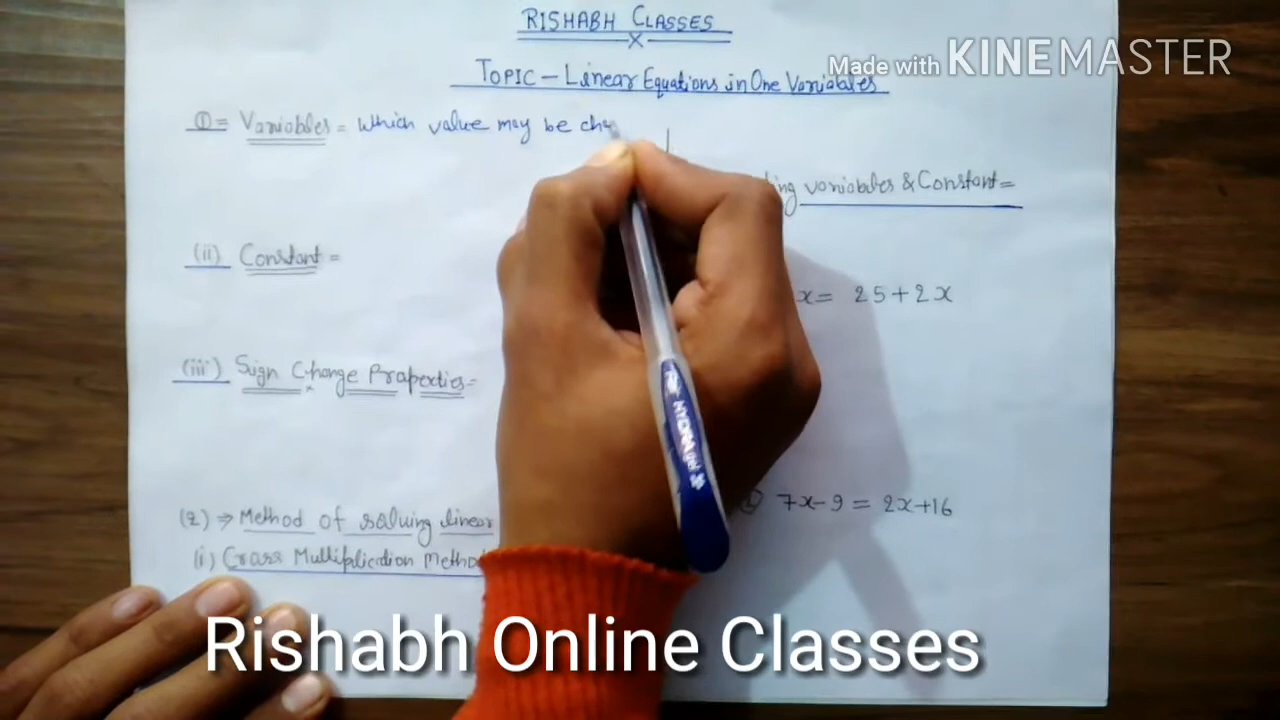 RISHABH CLASSES
Made with KINEMASTER
TOPIC - Linear Equations in One Variables
① = Variables = Which value may be
variables & Constant =
(ii) Constant =
x = 25 + 2x
(iii) Sign Change Properties =
7x - 9 = 2x + 16
(2) ⇒ Method of solving linear
(i) Cross Multiplication
HYDRA gel
Rishabh Online Classes